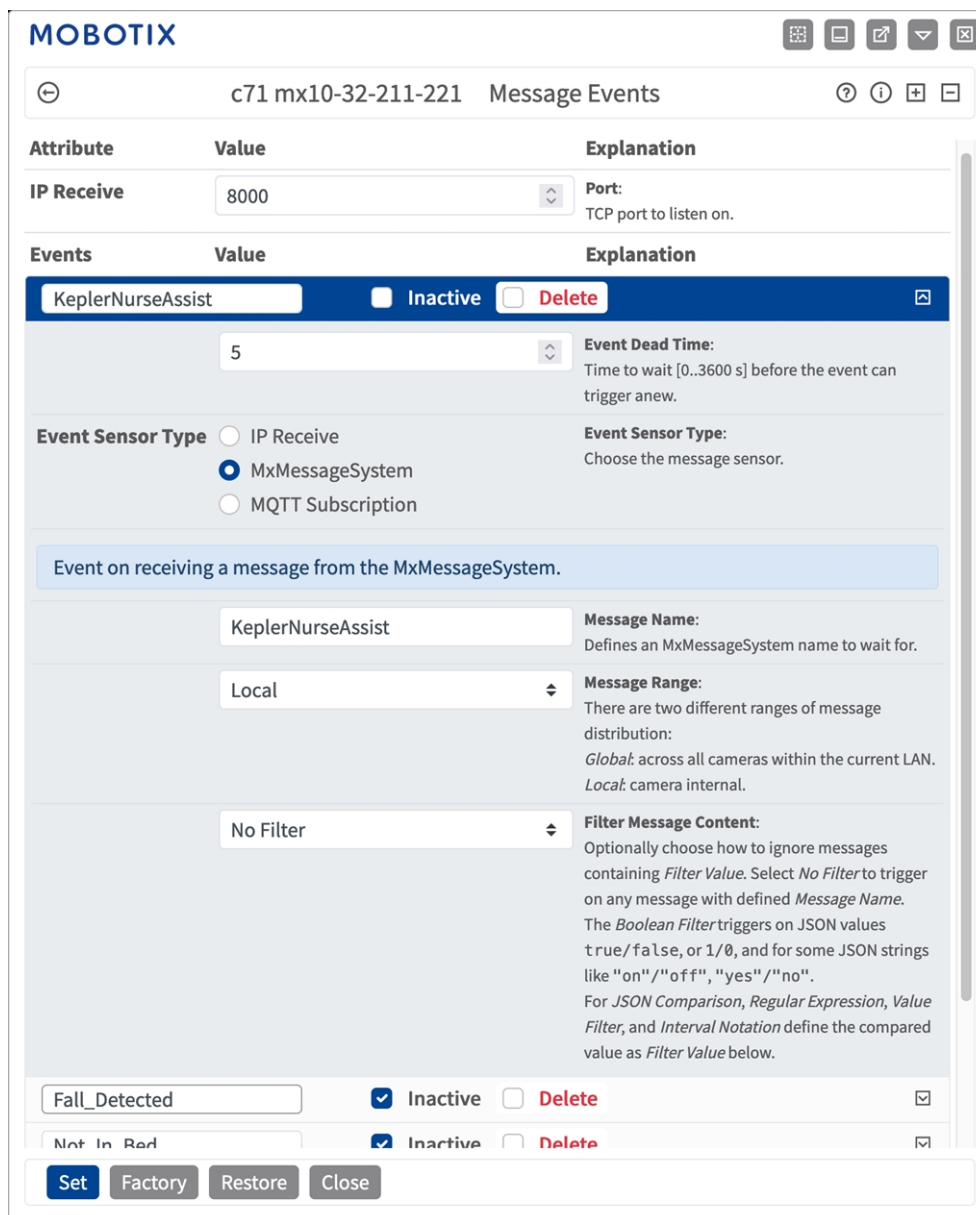 MOBOTIX
c71 mx10-32-211-221 Message Events
Attribute Value Explanation
IP Receive 8000 Port:
TCP port to listen on.
Events Value Explanation
KeplerNurseAssist Inactive Delete
5 Event Dead Time:
Time to wait [0..3600 s] before the event can
trigger anew.
Event Sensor Type IP Receive Event Sensor Type:
MxMessageSystem Choose the message sensor.
MQTT Subscription
Event on receiving a message from the MxMessageSystem.
KeplerNurseAssist Message Name:
Defines an MxMessageSystem name to wait for.
Local Message Range:
There are two different ranges of message
distribution:
Global: across all cameras within the current LAN.
Local: camera internal.
No Filter Filter Message Content:
Optionally choose how to ignore messages
containing Filter Value. Select No Filter to trigger
on any message with defined Message Name.
The Boolean Filter triggers on JSON values
true/false, or 1/0, and for some JSON strings
like "on"/"off", "yes"/"no".
For JSON Comparison, Regular Expression, Value
Filter, and Interval Notation define the compared
value as Filter Value below.
Fall_Detected Inactive Delete
Not_In_Bed Inactive Delete
Set Factory Restore Close